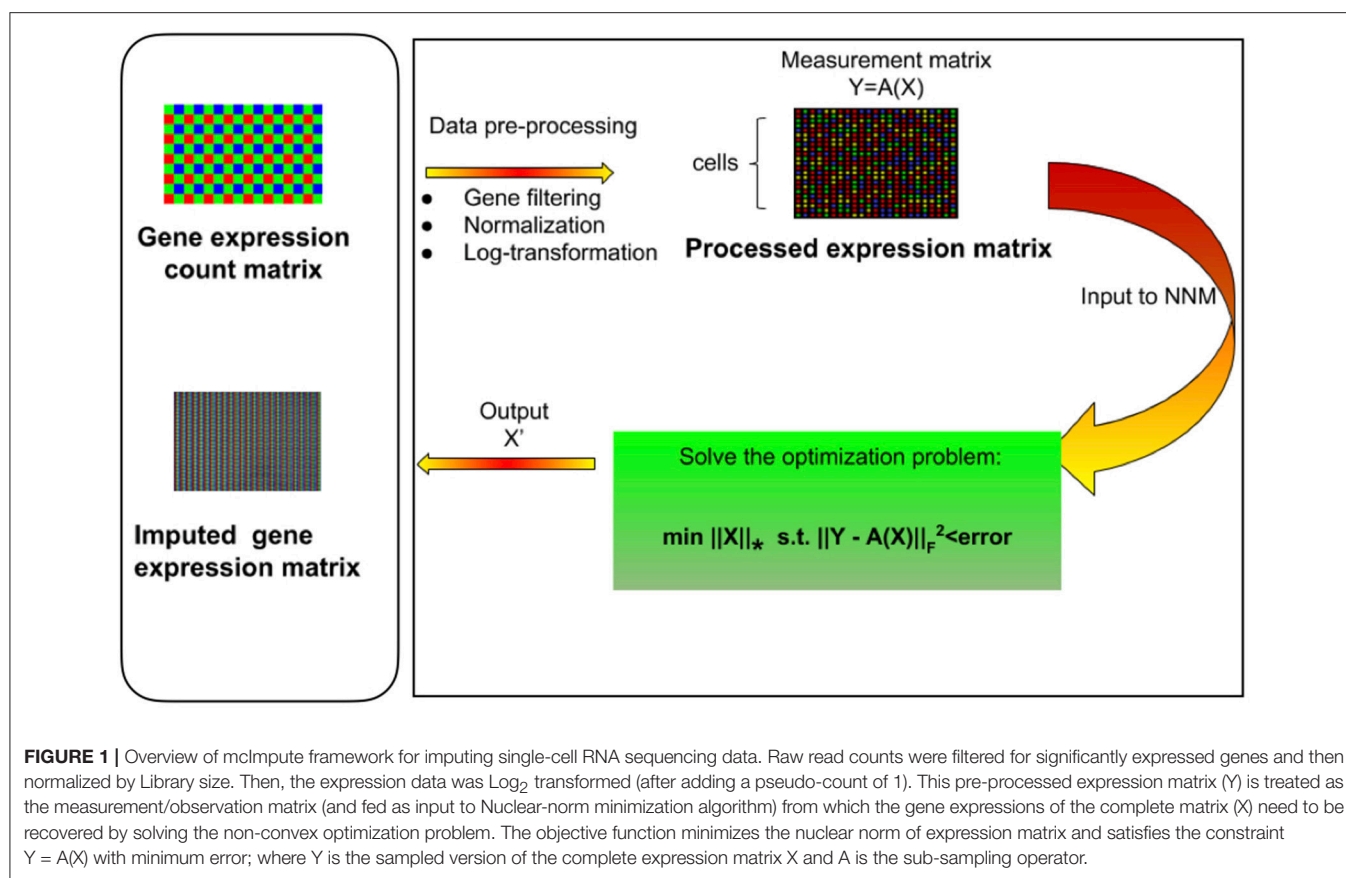 Gene expression
count matrix
Imputed gene
expression matrix
Data pre-processing
● Gene filtering
● Normalization
● Log-transformation
Measurement matrix
Y=A(X)
cells
Processed expression matrix
Input to NNM
Solve the optimization problem:
min ||X||* s.t. ||Y - A(X)||F²<error
Output
X'
FIGURE 1 | Overview of mcImpute framework for imputing single-cell RNA sequencing data. Raw read counts were filtered for significantly expressed genes and then
normalized by Library size. Then, the expression data was Log₂ transformed (after adding a pseudo-count of 1). This pre-processed expression matrix (Y) is treated as
the measurement/observation matrix (and fed as input to Nuclear-norm minimization algorithm) from which the gene expressions of the complete matrix (X) need to be
recovered by solving the non-convex optimization problem. The objective function minimizes the nuclear norm of expression matrix and satisfies the constraint
Y = A(X) with minimum error; where Y is the sampled version of the complete expression matrix X and A is the sub-sampling operator.